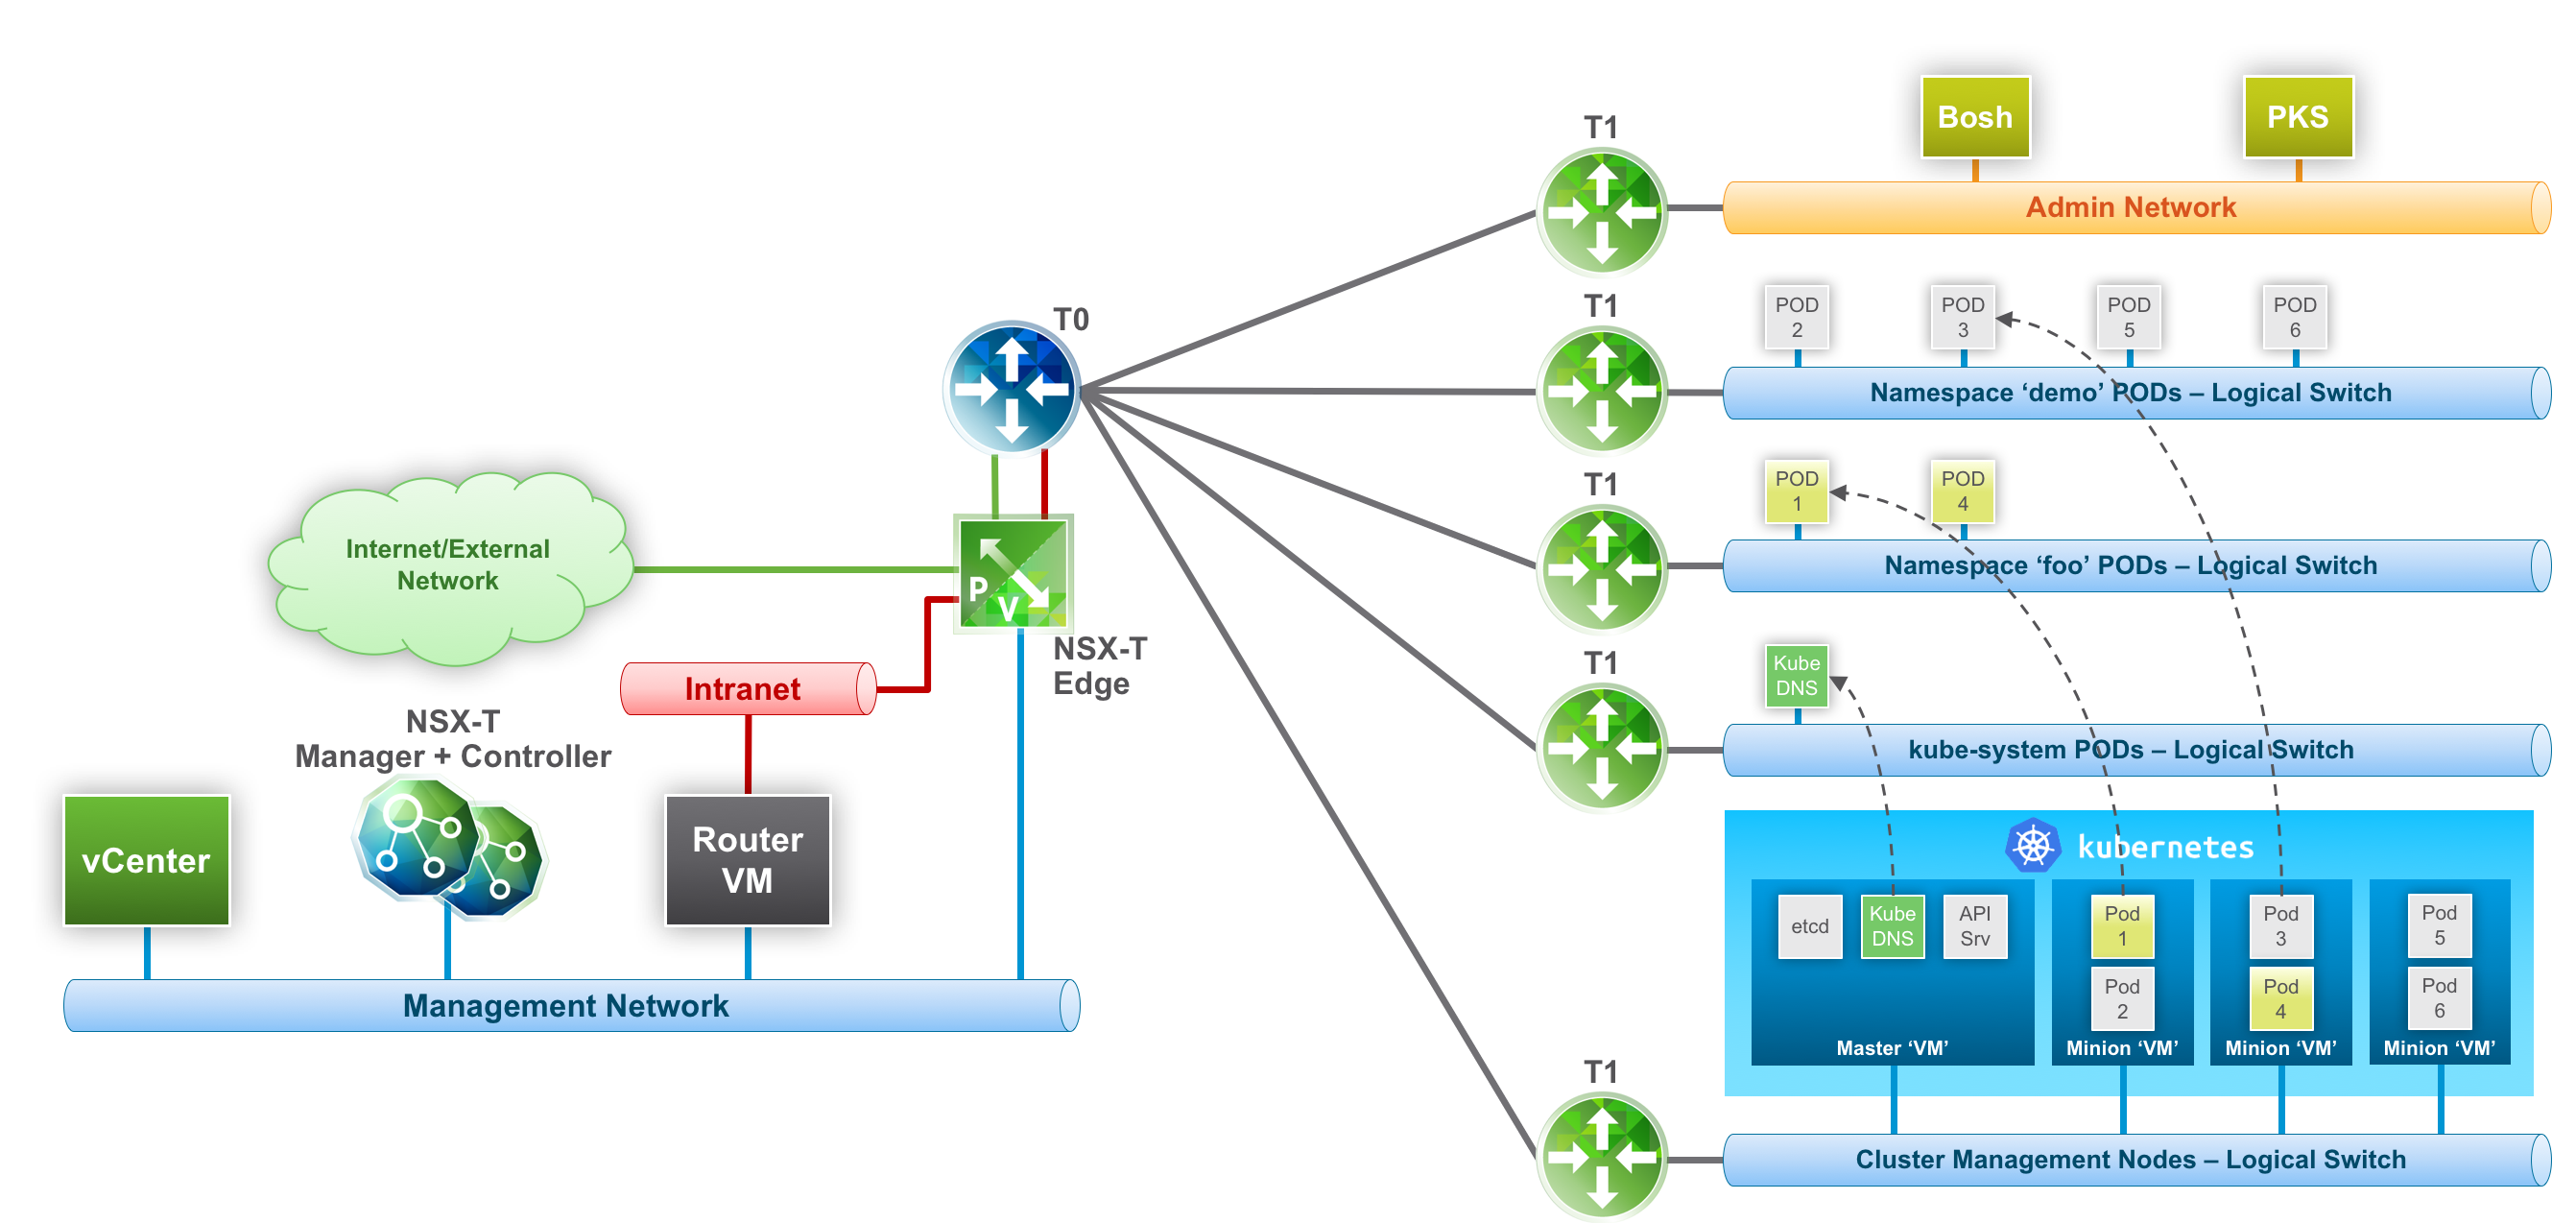 T1
Bosh
PKS
Admin Network
T1
POD
2
POD
3
POD
5
POD
6
Namespace ‘demo’ PODs – Logical Switch
T0
T1
POD
1
POD
4
Namespace ‘foo’ PODs – Logical Switch
Internet/External
Network
P
V
NSX-T
Edge
Intranet
T1
Kube
DNS
kube-system PODs – Logical Switch
NSX-T
Manager + Controller
vCenter
Router
VM
Management Network
kubernetes
etcd
Kube
DNS
API
Srv
Master ‘VM’
Pod
1
Pod
2
Minion ‘VM’
Pod
3
Pod
4
Minion ‘VM’
Pod
5
Pod
6
Minion ‘VM’
T1
Cluster Management Nodes – Logical Switch